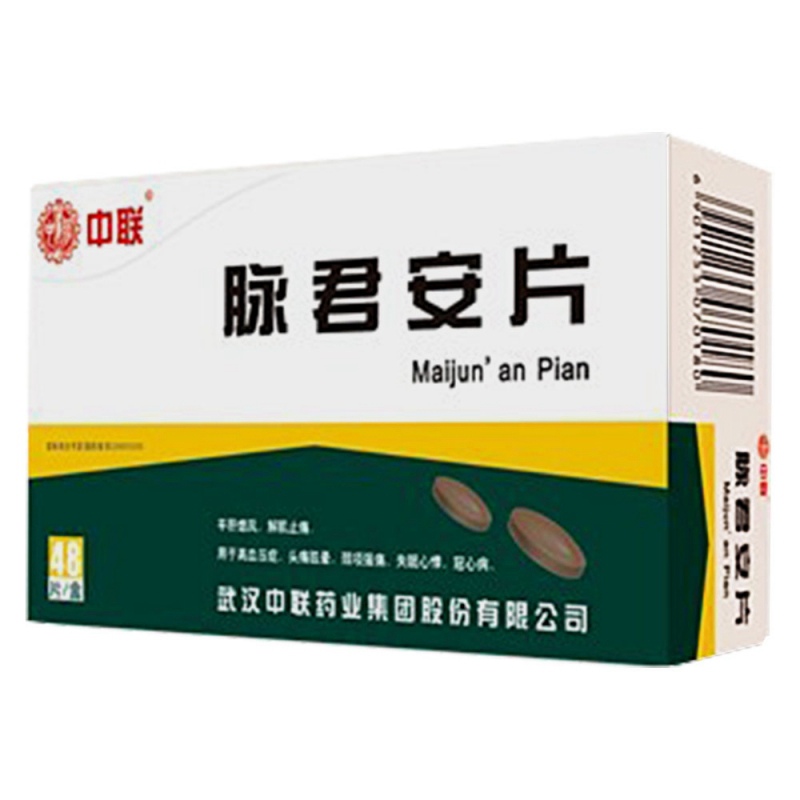 中联®
脉君安片
Maijun'an Pian
48
片/盒
平肝熄风,解肌止痛。
用于高血压症,头痛眩晕,颈项强痛,失眠心悸,冠心病。
武汉中联药业集团股份有限公司
中联®
脉君安片
Maijun'an Pian